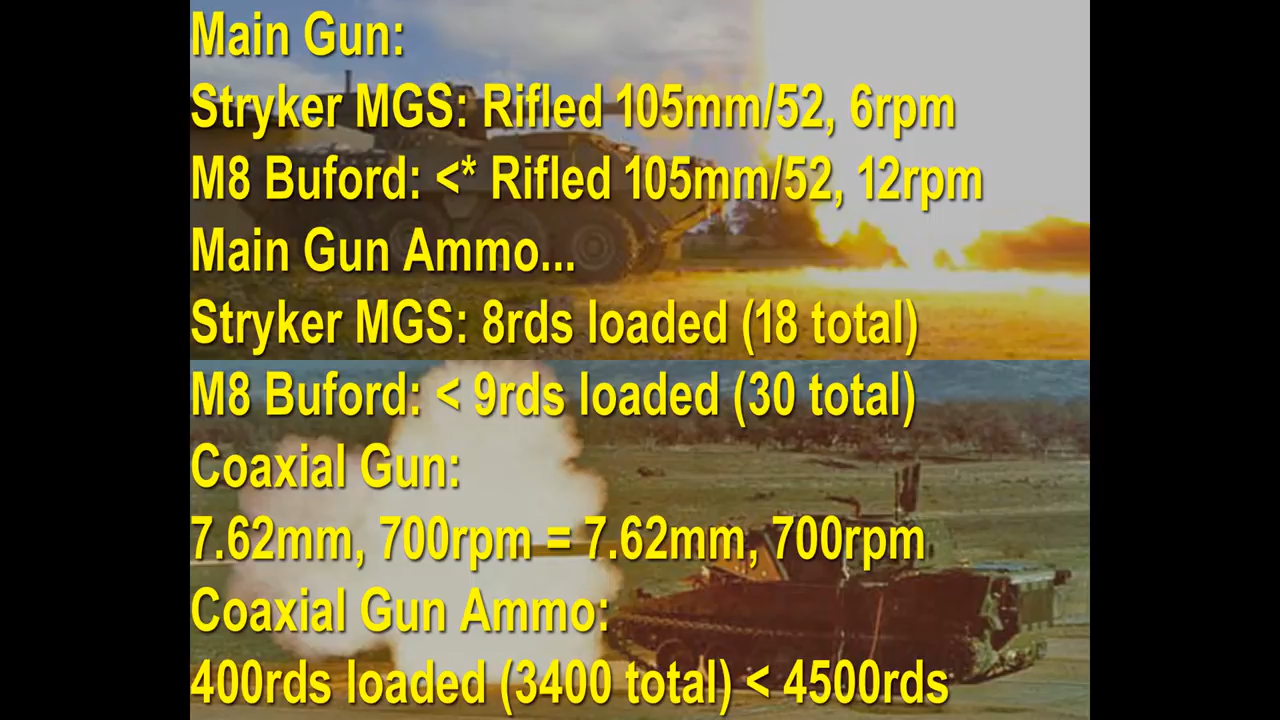 Main Gun:
Stryker MGS: Rifled 105mm/52, 6rpm
M8 Buford: <* Rifled 105mm/52, 12rpm
Main Gun Ammo...
Stryker MGS: 8rds loaded (18 total)
M8 Buford: < 9rds loaded (30 total)
Coaxial Gun:
7.62mm, 700rpm = 7.62mm, 700rpm
Coaxial Gun Ammo:
400rds loaded (3400 total) < 4500rds